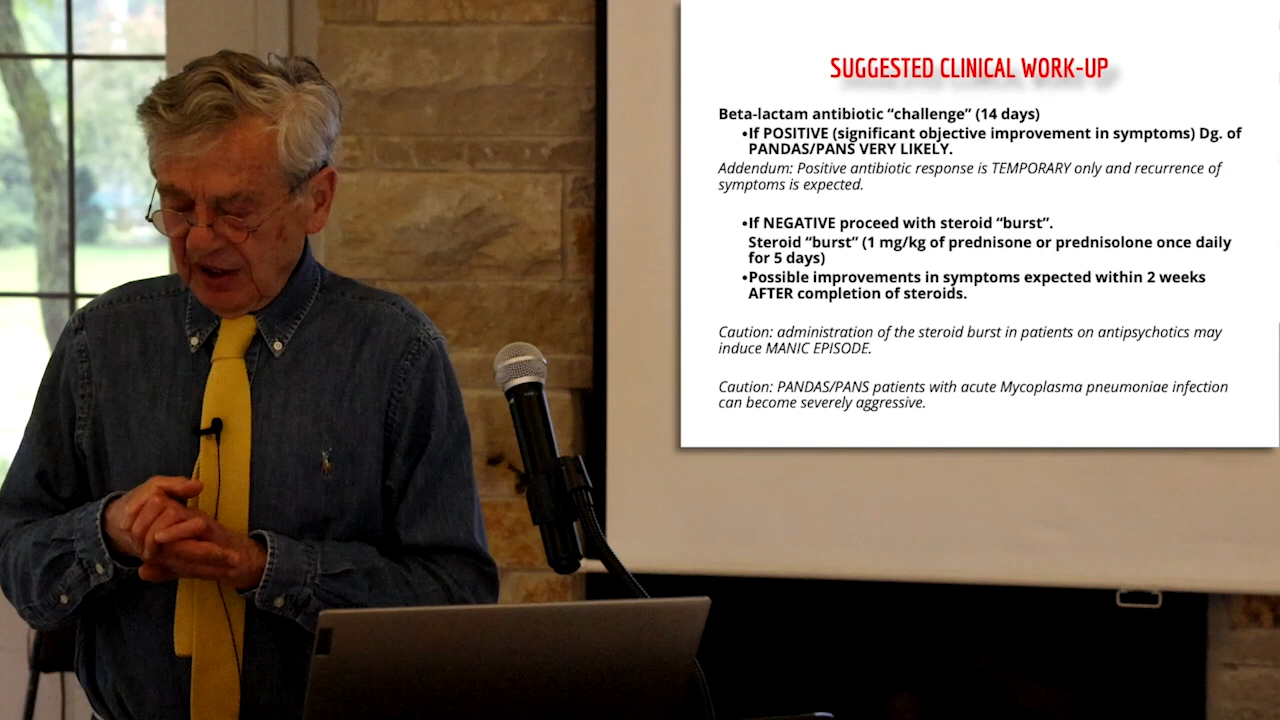 SUGGESTED CLINICAL WORK-UP
Beta-lactam antibiotic “challenge” (14 days)
•If POSITIVE (significant objective improvement in symptoms) Dg. of
PANDAS/PANS VERY LIKELY.
Addendum: Positive antibiotic response is TEMPORARY only and recurrence of
symptoms is expected.
•If NEGATIVE proceed with steroid “burst”.
Steroid “burst” (1 mg/kg of prednisone or prednisolone once daily
for 5 days)
•Possible improvements in symptoms expected within 2 weeks
AFTER completion of steroids.
Caution: administration of the steroid burst in patients on antipsychotics may
induce MANIC EPISODE.
Caution: PANDAS/PANS patients with acute Mycoplasma pneumoniae infection
can become severely aggressive.